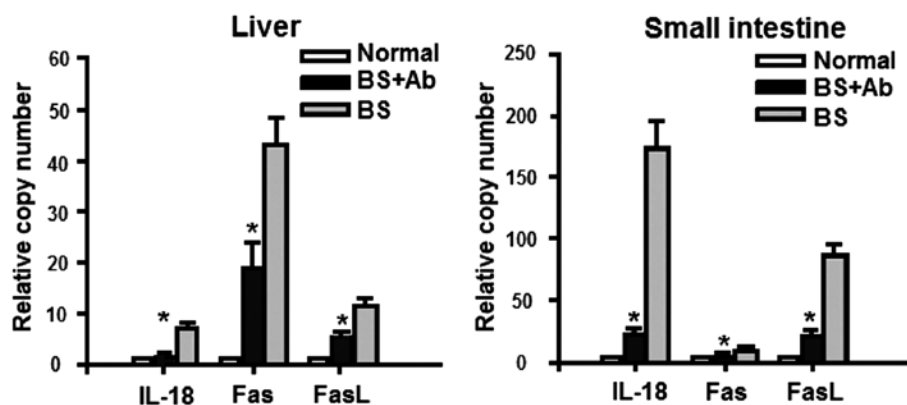 Liver
Relative copy number
60
50
40
30
20
10
0
Normal
BS+Ab
BS
*
*
*
IL-18 Fas FasL
Small intestine
Relative copy number
250
200
150
100
50
0
Normal
BS+Ab
BS
*
*
*
IL-18 Fas FasL